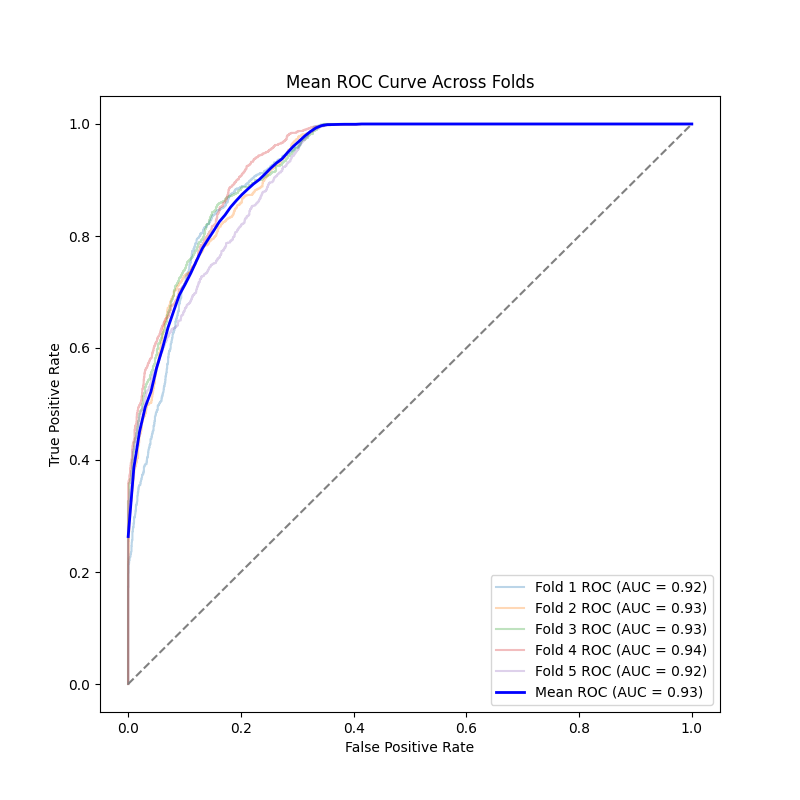 Mean ROC Curve Across Folds
1.0
0.8
0.6
0.4
0.2
0.0
True Positive Rate
0.0 0.2 0.4 0.6 0.8 1.0
False Positive Rate
Fold 1 ROC (AUC = 0.92)
Fold 2 ROC (AUC = 0.93)
Fold 3 ROC (AUC = 0.93)
Fold 4 ROC (AUC = 0.94)
Fold 5 ROC (AUC = 0.92)
Mean ROC (AUC = 0.93)